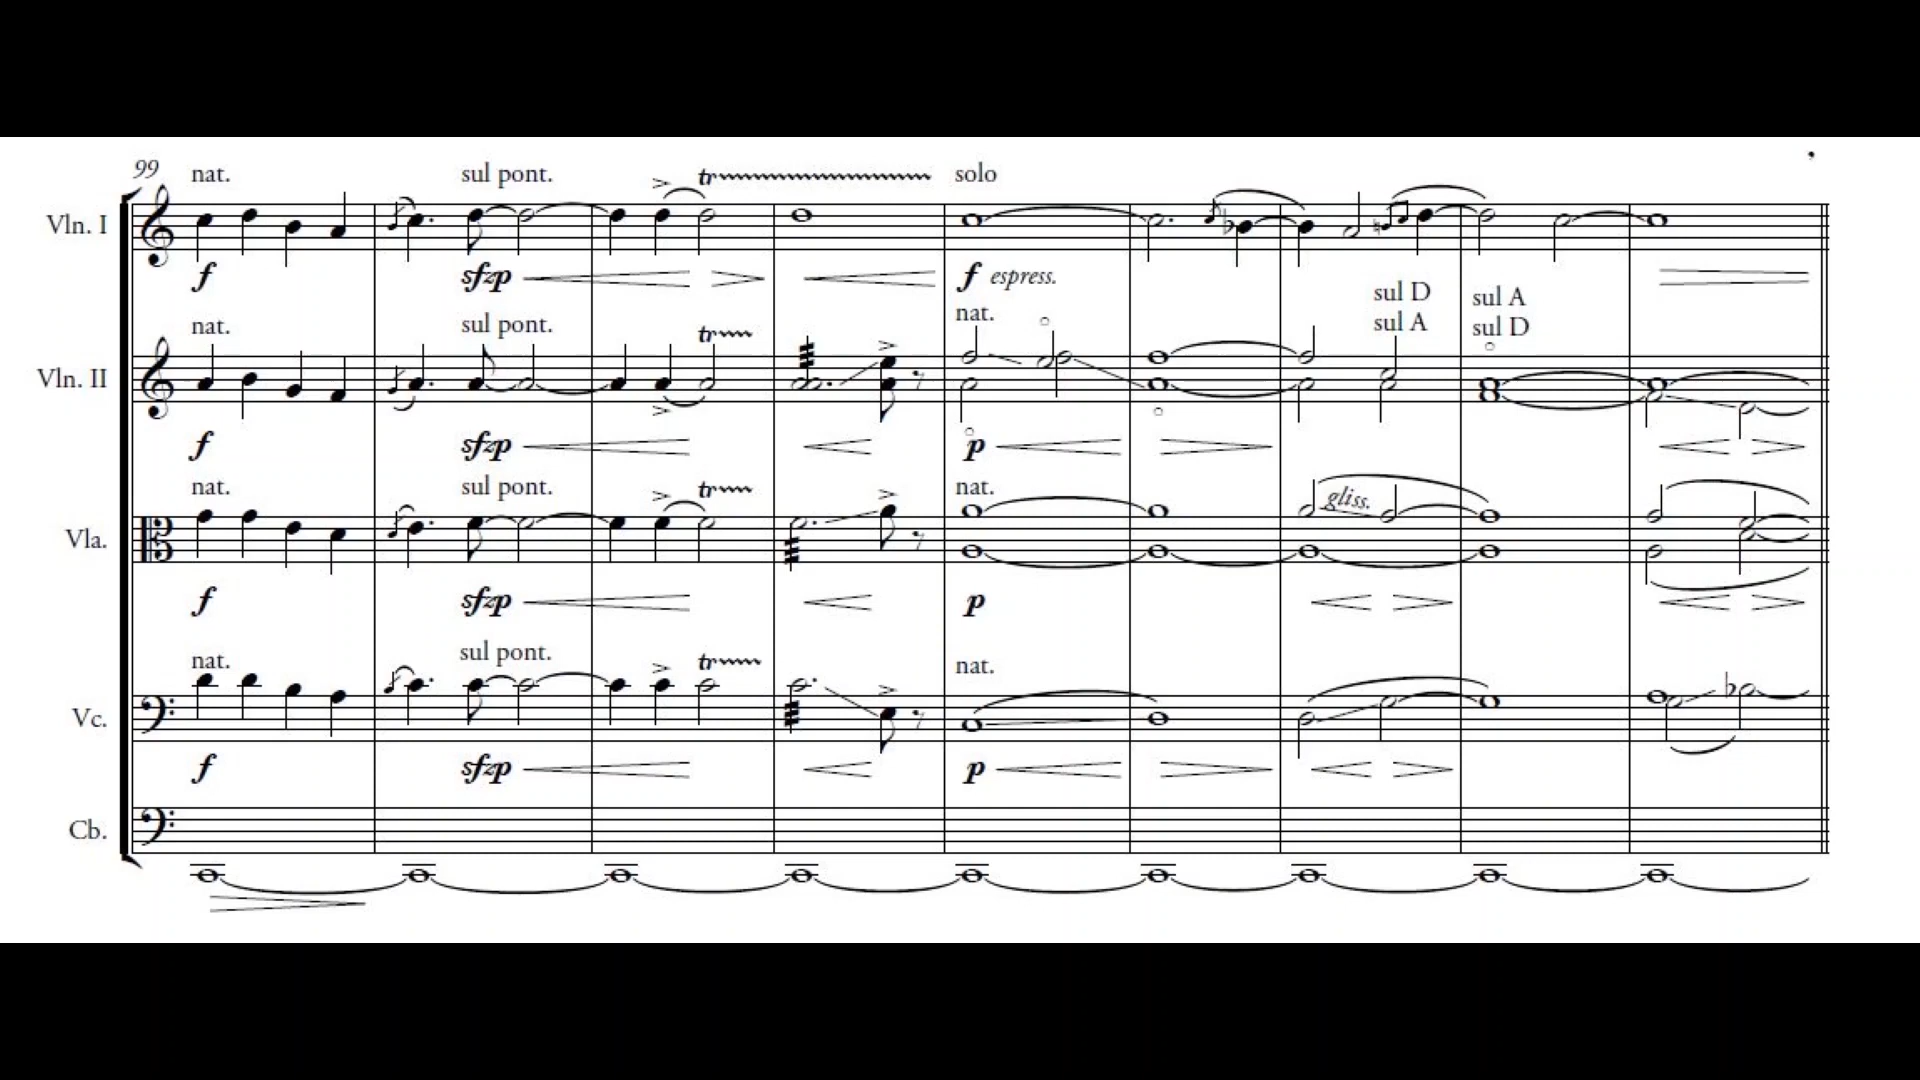 99 nat. sul pont. tr solo ,
Vln. I
f sfzp f espress.
nat. sul pont. tr nat. sul D sul A
sul A sul D
Vln. II
f sfzp p
nat. sul pont. tr nat. gliss.
Vla.
f sfzp p
nat. sul pont. tr nat.
Vc.
f sfzp p
Cb.